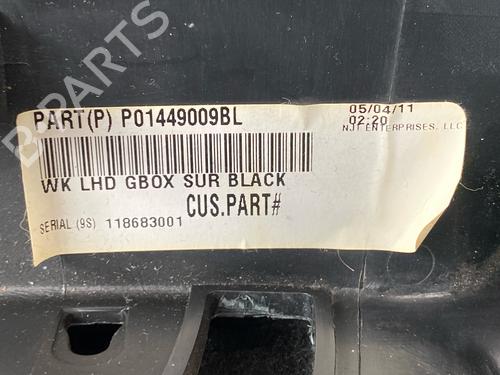 PART(P) P01449009BL
05/04/11
02:20
NJT ENTERPRISES, LLC
WK LHD GBOX SUR BLACK
CUS.PART#
SERIAL (9S) 118683001